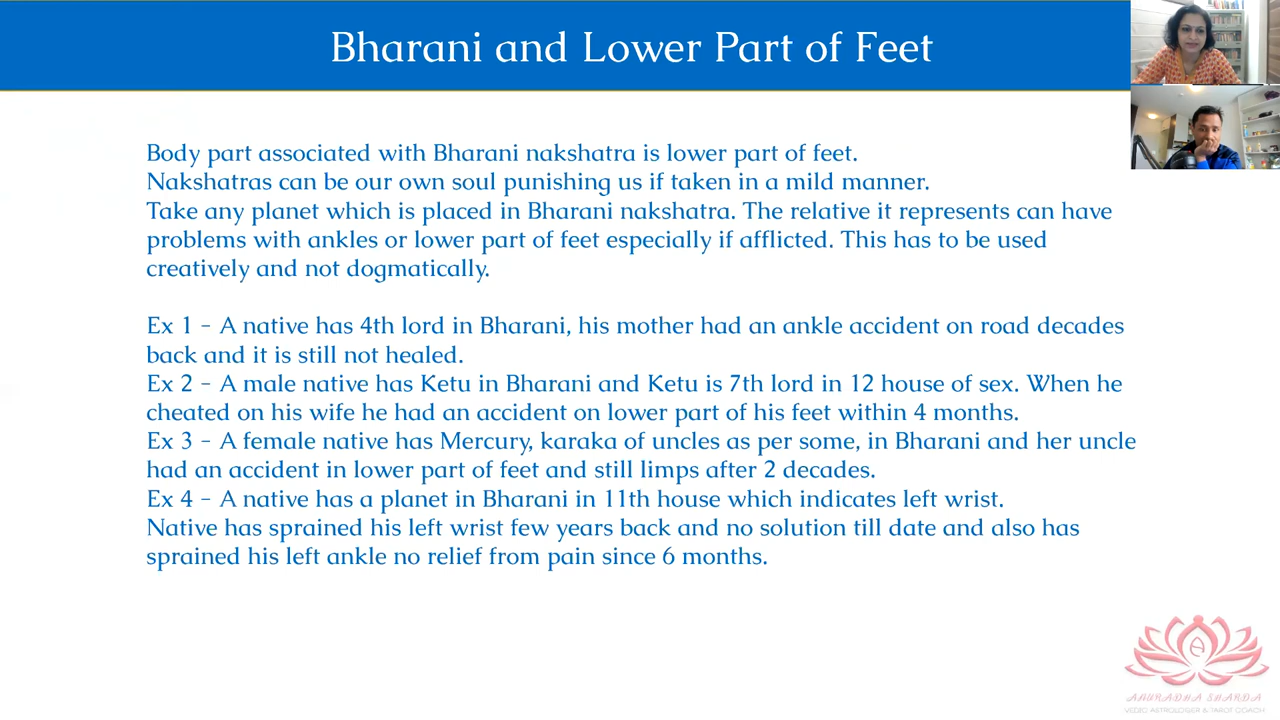 Bharani and Lower Part of Feet
Body part associated with Bharani nakshatra is lower part of feet.
Nakshatras can be our own soul punishing us if taken in a mild manner.
Take any planet which is placed in Bharani nakshatra. The relative it represents can have
problems with ankles or lower part of feet especially if afflicted. This has to be used
creatively and not dogmatically.
Ex 1 - A native has 4th lord in Bharani, his mother had an ankle accident on road decades
back and it is still not healed.
Ex 2 - A male native has Ketu in Bharani and Ketu is 7th lord in 12 house of sex. When he
cheated on his wife he had an accident on lower part of his feet within 4 months.
Ex 3 - A female native has Mercury, karaka of uncles as per some, in Bharani and her uncle
had an accident in lower part of feet and still limps after 2 decades.
Ex 4 - A native has a planet in Bharani in 11th house which indicates left wrist.
Native has sprained his left wrist few years back and no solution till date and also has
sprained his left ankle no relief from pain since 6 months.
ANURADHA SHARDA
VEDIC ASTROLOGER & TAROT COACH